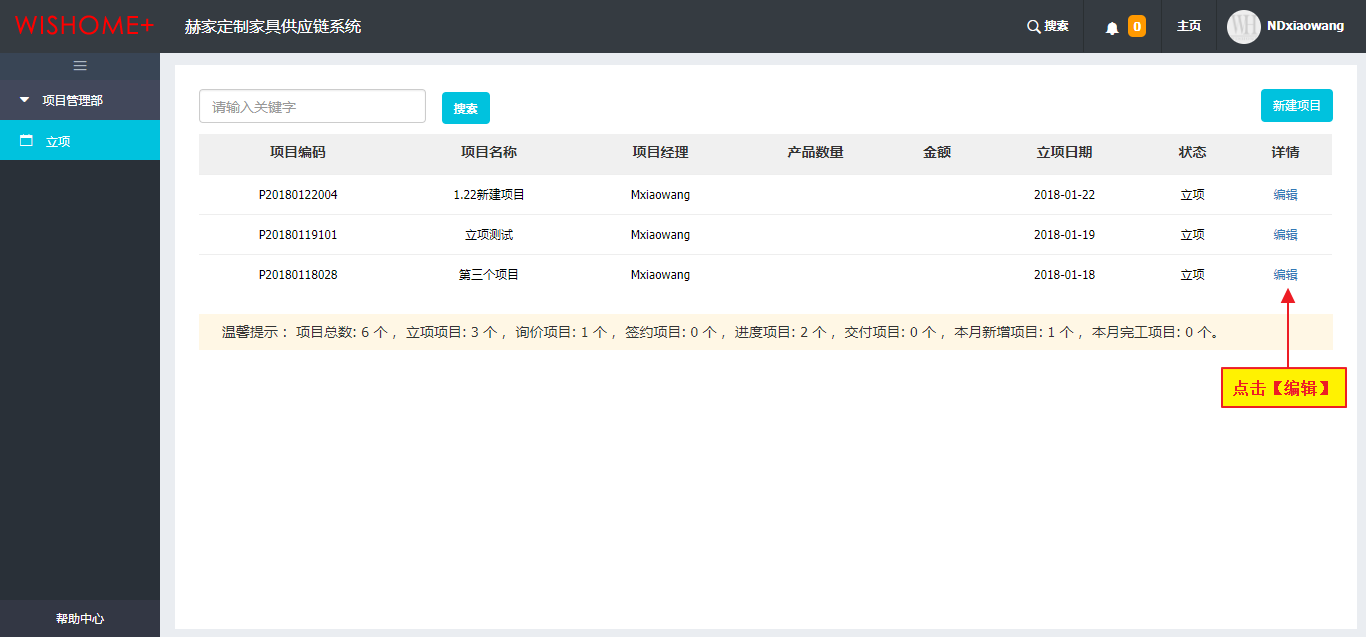 WISHOME+ 赫家定制家具供应链系统 搜索 0 主页 NDxiaowang
项目管理部
立项
请输入关键字 搜索 新建项目
项目编码 项目名称 项目经理 产品数量 金额 立项日期 状态 详情
P20180122004 1.22新建项目 Mxiaowang 2018-01-22 立项 编辑
P20180119101 立项测试 Mxiaowang 2018-01-19 立项 编辑
P20180118028 第三个项目 Mxiaowang 2018-01-18 立项 编辑
温馨提示： 项目总数: 6 个， 立项项目: 3 个， 询价项目: 1 个， 签约项目: 0 个， 进度项目: 2 个， 交付项目: 0 个， 本月新增项目: 1 个， 本月完工项目: 0 个。
点击【编辑】
帮助中心